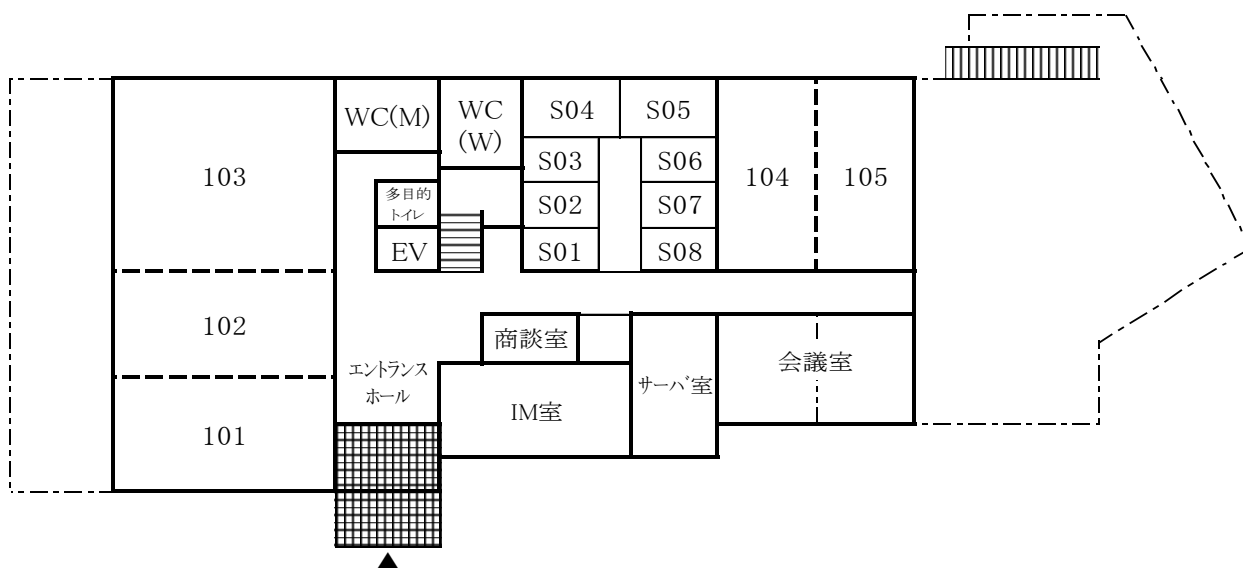 WC(M)
WC
(W)
S04
S05
S03
S06
103
104
105
多目的
トイレ
S02
S07
EV
S01
S08
102
商談室
エントランス
ホール
サーバ室
会議室
IM室
101